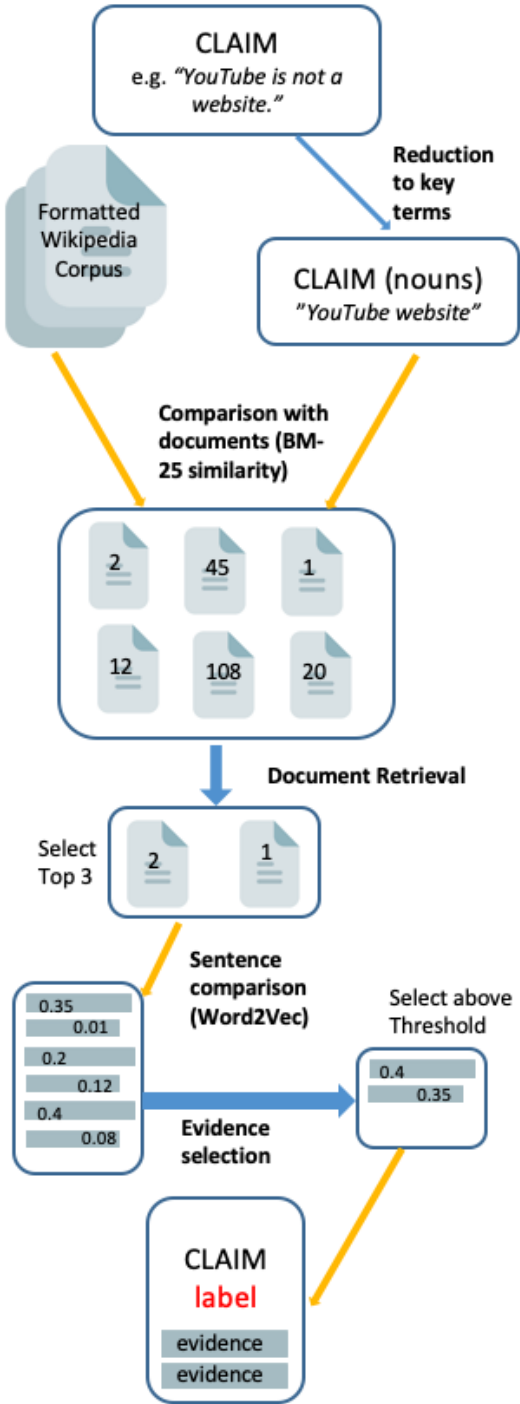 CLAIM
e.g. “YouTube is not a
website.”
Reduction
to key
terms
Formatted
Wikipedia
Corpus
CLAIM (nouns)
”YouTube website”
Comparison with
documents (BM-
25 similarity)
2
45
1
12
108
20
Document Retrieval
Select
Top 3
2
1
Sentence
comparison
(Word2Vec)
0.35
0.01
0.2
0.12
0.4
0.08
Select above
Threshold
0.4
0.35
Evidence
selection
CLAIM
label
evidence
evidence